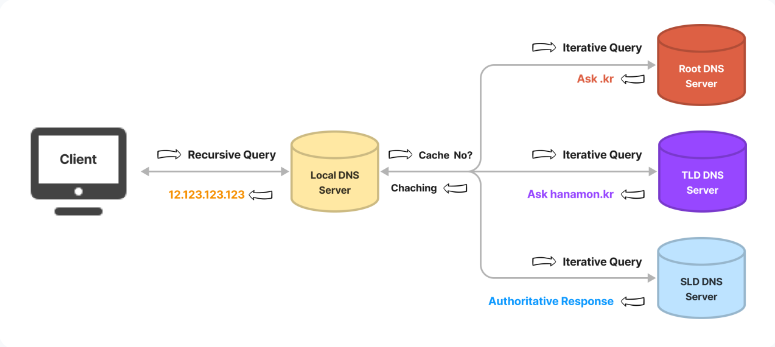 Client
Recursive Query
12.123.123.123
Local DNS
Server
Cache No?
Chaching
Iterative Query
Ask .kr
Root DNS
Server
Iterative Query
Ask hanamon.kr
TLD DNS
Server
Iterative Query
Authoritative Response
SLD DNS
Server